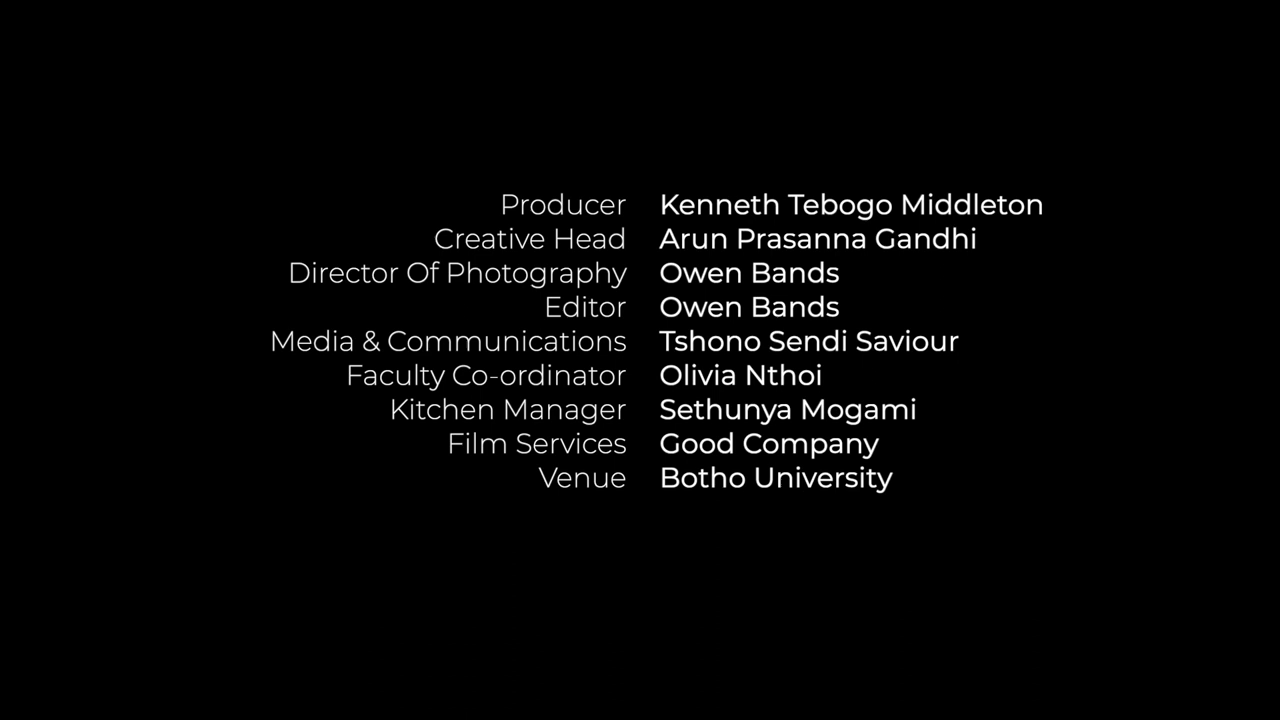 Producer Kenneth Tebogo Middleton
Creative Head Arun Prasanna Gandhi
Director Of Photography Owen Bands
Editor Owen Bands
Media & Communications Tshono Sendi Saviour
Faculty Co-ordinator Olivia Nthoi
Kitchen Manager Sethunya Mogami
Film Services Good Company
Venue Botho University